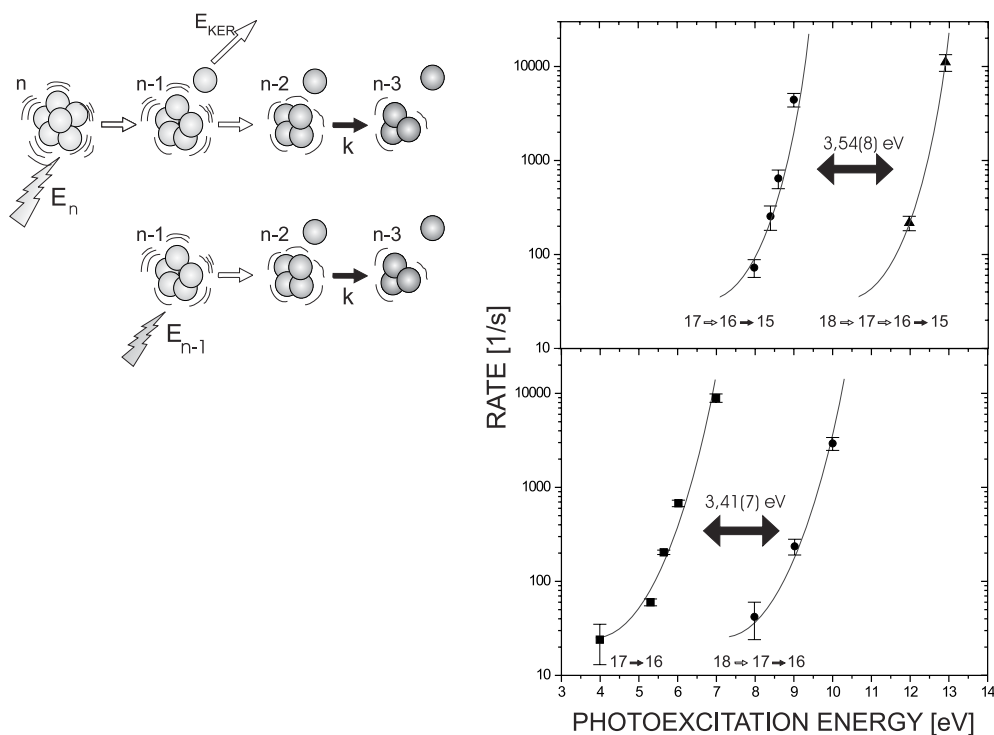 E_KER
n
n-1
n-2
n-3
k
E_n
n-1
n-2
n-3
k
E_n-1
RATE [1/s]
10000
1000
100
10
3,54(8) eV
17⇨16➡15
18⇨17⇨16➡15
1000
100
10
3,41(7) eV
17➡16
18⇨17➡16
3 4 5 6 7 8 9 10 11 12 13 14
PHOTOEXCITATION ENERGY [eV]